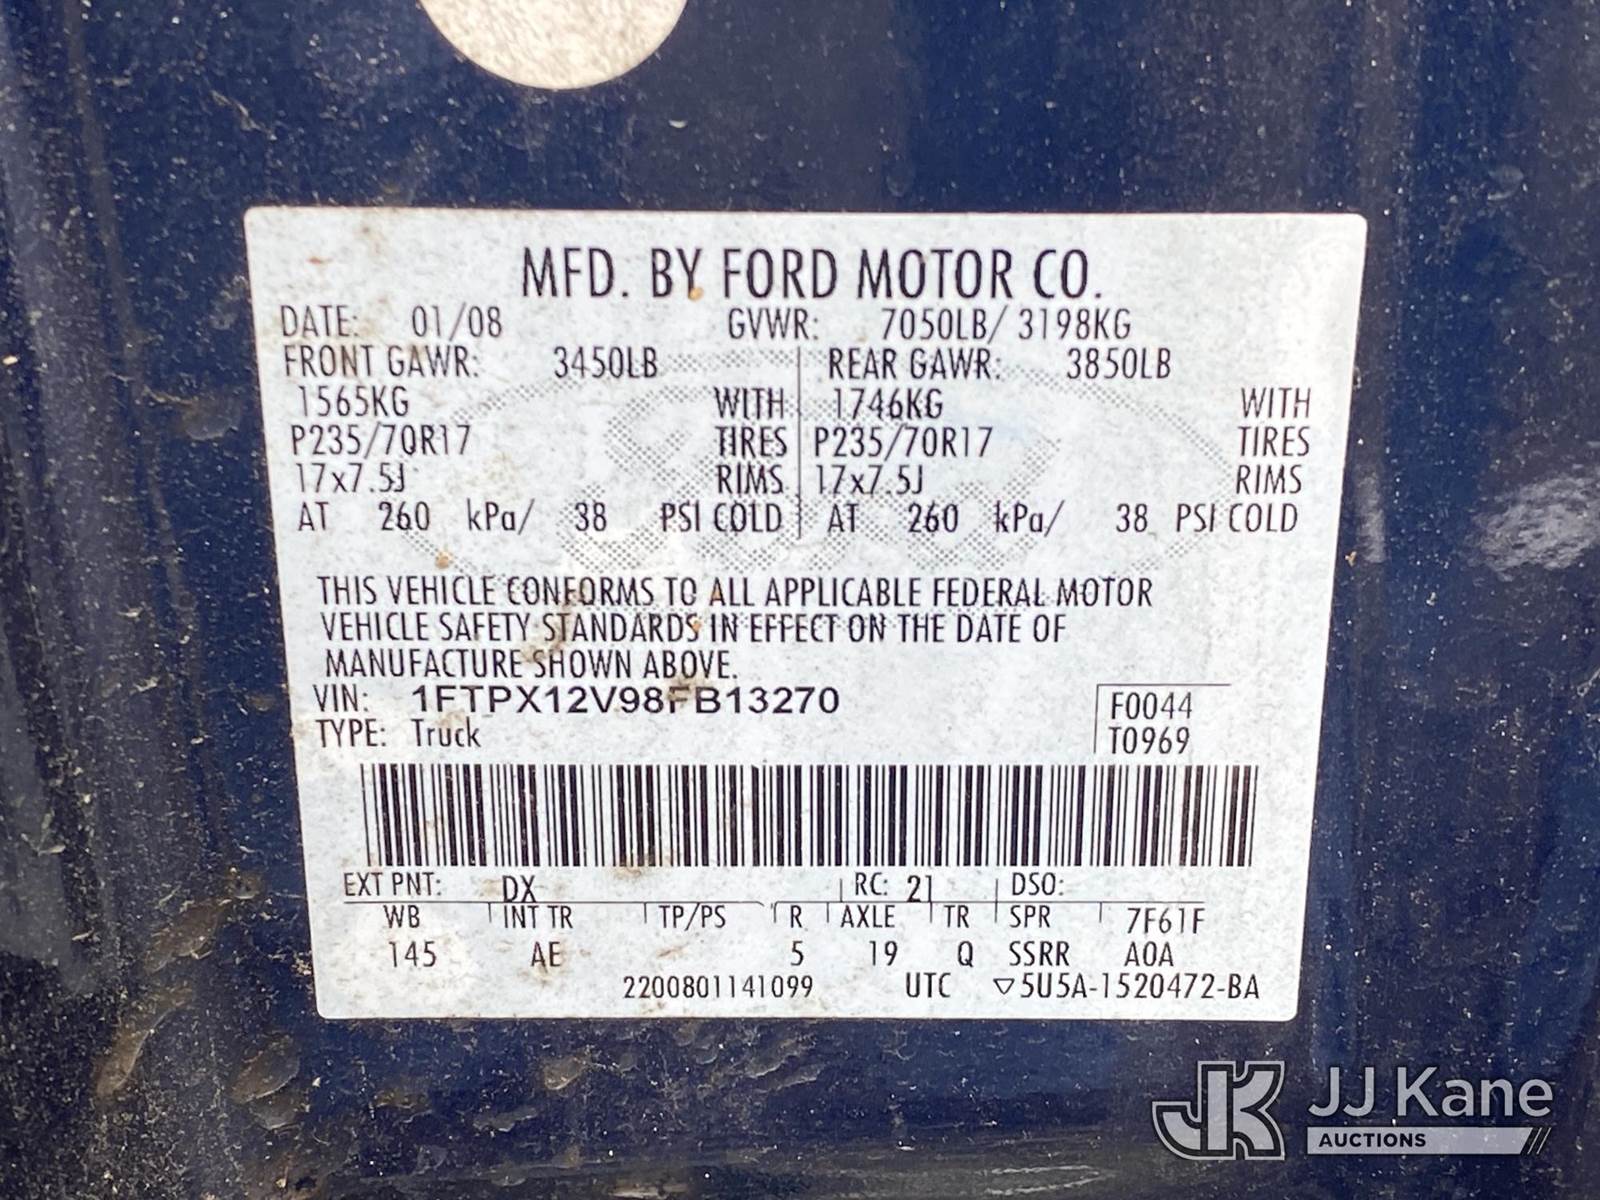 MFD. BY FORD MOTOR CO.
DATE: 01/08 GVWR: 7050LB/ 3198KG
FRONT GAWR: 3450LB REAR GAWR: 3850LB
1565KG WITH 1746KG WITH
P235/70R17 TIRES P235/70R17 TIRES
17x7.5J RIMS 17x7.5J RIMS
AT 260 kPa/ 38 PSI COLD AT 260 kPa/ 38 PSI COLD
THIS VEHICLE CONFORMS TO ALL APPLICABLE FEDERAL MOTOR
VEHICLE SAFETY STANDARDS IN EFFECT ON THE DATE OF
MANUFACTURE SHOWN ABOVE.
VIN: 1FTPX12V98FB13270 F0044
TYPE: Truck T0969
EXT PNT: DX RC: 21 DSO:
WB INT TR TP/PS R AXLE TR SPR 7F61F
145 AE 5 19 Q SSRR A0A
2200801141099 UTC ▽5U5A-1520472-BA
JK JJ Kane
AUCTIONS